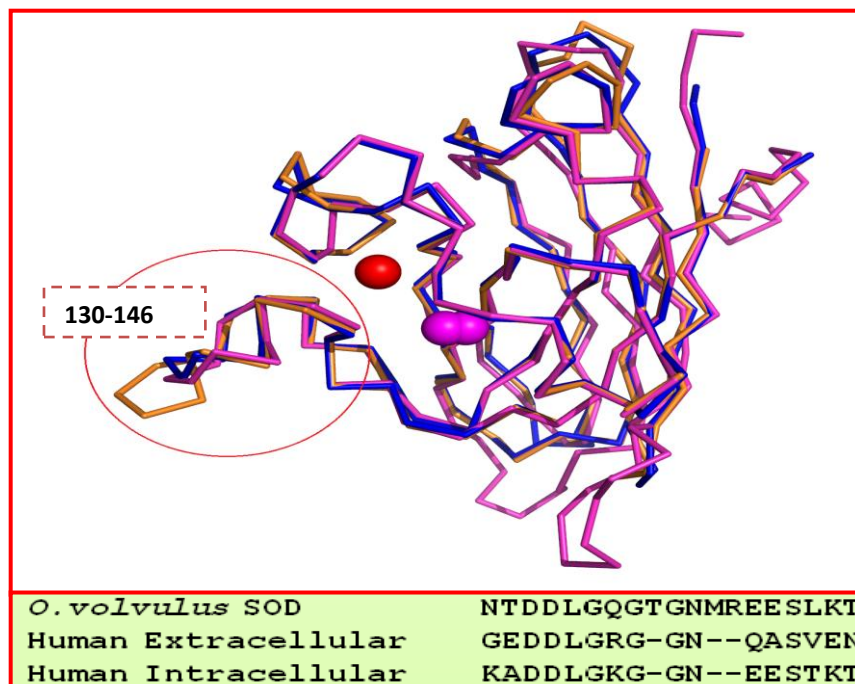 130-146
O.volvulus SOD NTDDLGQGTGNMREESLKT
Human Extracellular GEDDLGRG-GN--QASVEN
Human Intracellular KADDLGKG-GN--EESTKT